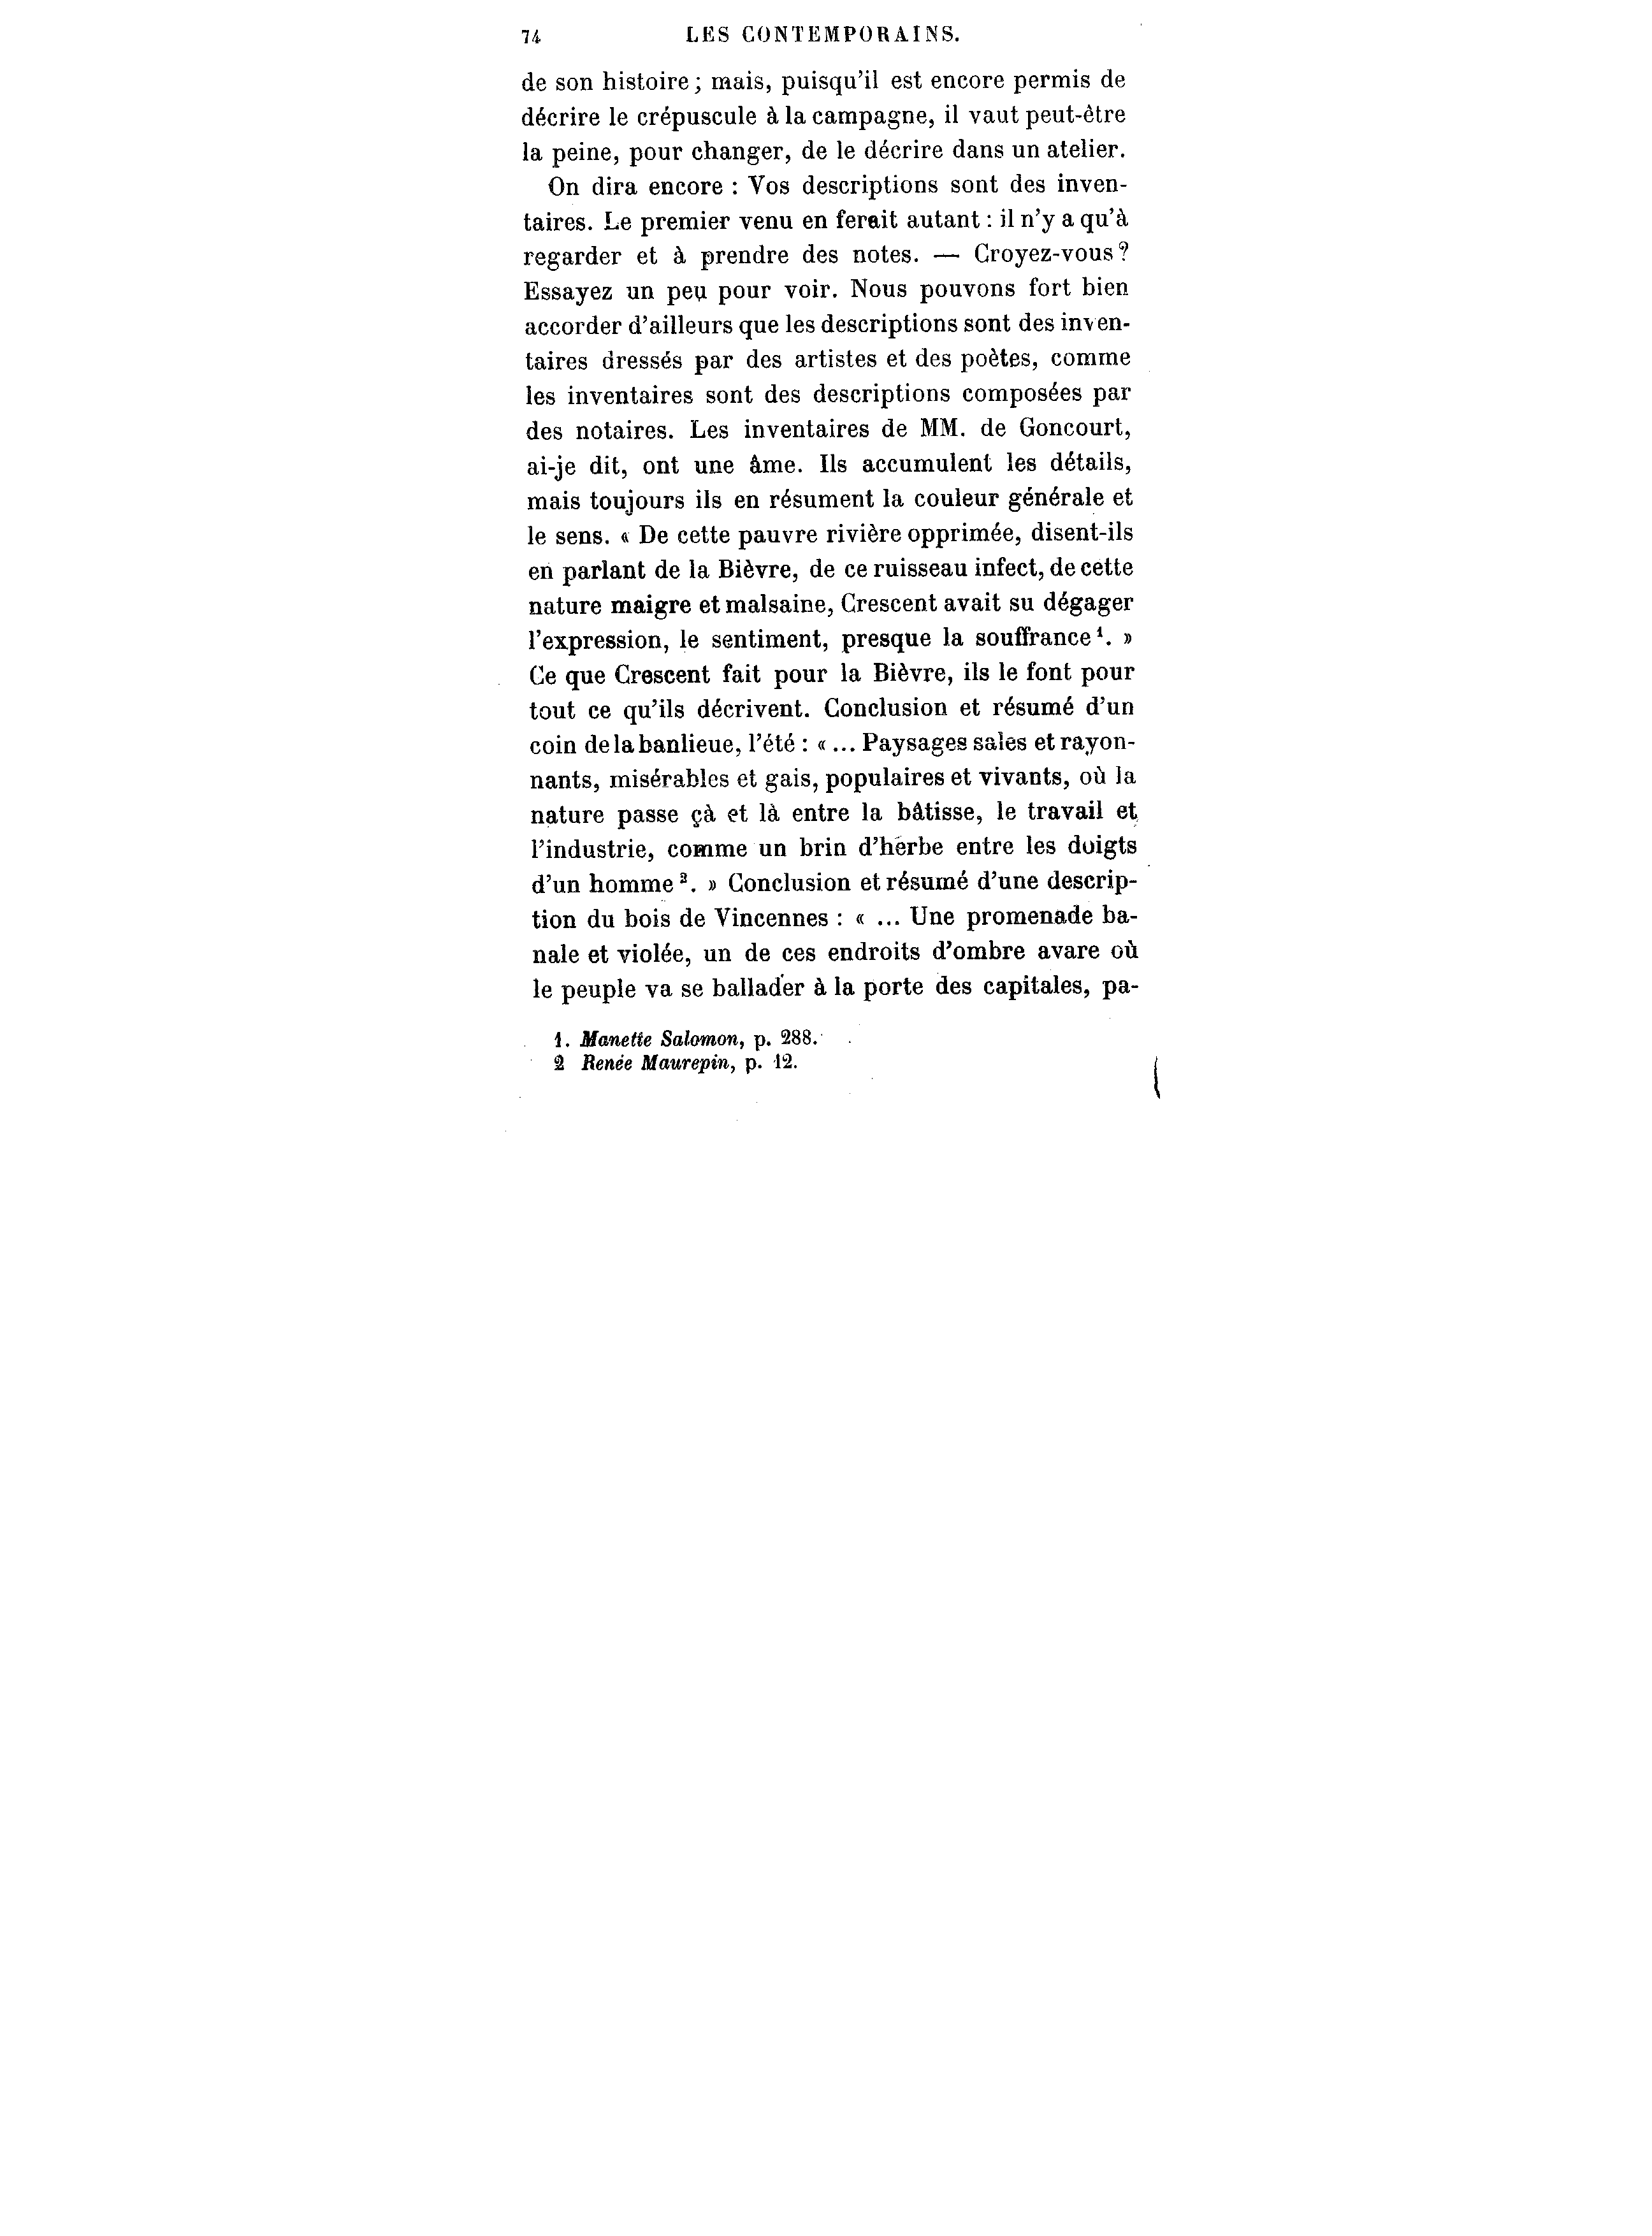 74 LES CONTEMPORAINS.
de son histoire ; mais, puisqu'il est encore permis de
décrire le crépuscule à la campagne, il vaut peut-être
la peine, pour changer, de le décrire dans un atelier.
On dira encore : Vos descriptions sont des inven-
taires. Le premier venu en ferait autant : il n'y a qu'à
regarder et à prendre des notes. — Croyez-vous ?
Essayez un peu pour voir. Nous pouvons fort bien
accorder d'ailleurs que les descriptions sont des inven-
taires dressés par des artistes et des poètes, comme
les inventaires sont des descriptions composées par
des notaires. Les inventaires de MM. de Goncourt,
ai-je dit, ont une âme. Ils accumulent les détails,
mais toujours ils en résument la couleur générale et
le sens. « De cette pauvre rivière opprimée, disent-ils
en parlant de la Bièvre, de ce ruisseau infect, de cette
nature maigre et malsaine, Crescent avait su dégager
l'expression, le sentiment, presque la souffrance ¹. »
Ce que Crescent fait pour la Bièvre, ils le font pour
tout ce qu'ils décrivent. Conclusion et résumé d'un
coin de la banlieue, l'été : « ... Paysages sales et rayon-
nants, misérables et gais, populaires et vivants, où la
nature passe çà et là entre la bâtisse, le travail et
l'industrie, comme un brin d'herbe entre les doigts
d'un homme ². » Conclusion et résumé d'une descrip-
tion du bois de Vincennes : « ... Une promenade ba-
nale et violée, un de ces endroits d'ombre avare où
le peuple va se ballader à la porte des capitales, pa-
1. Manette Salomon, p. 288.
2 Renée Maurepin, p. 12.